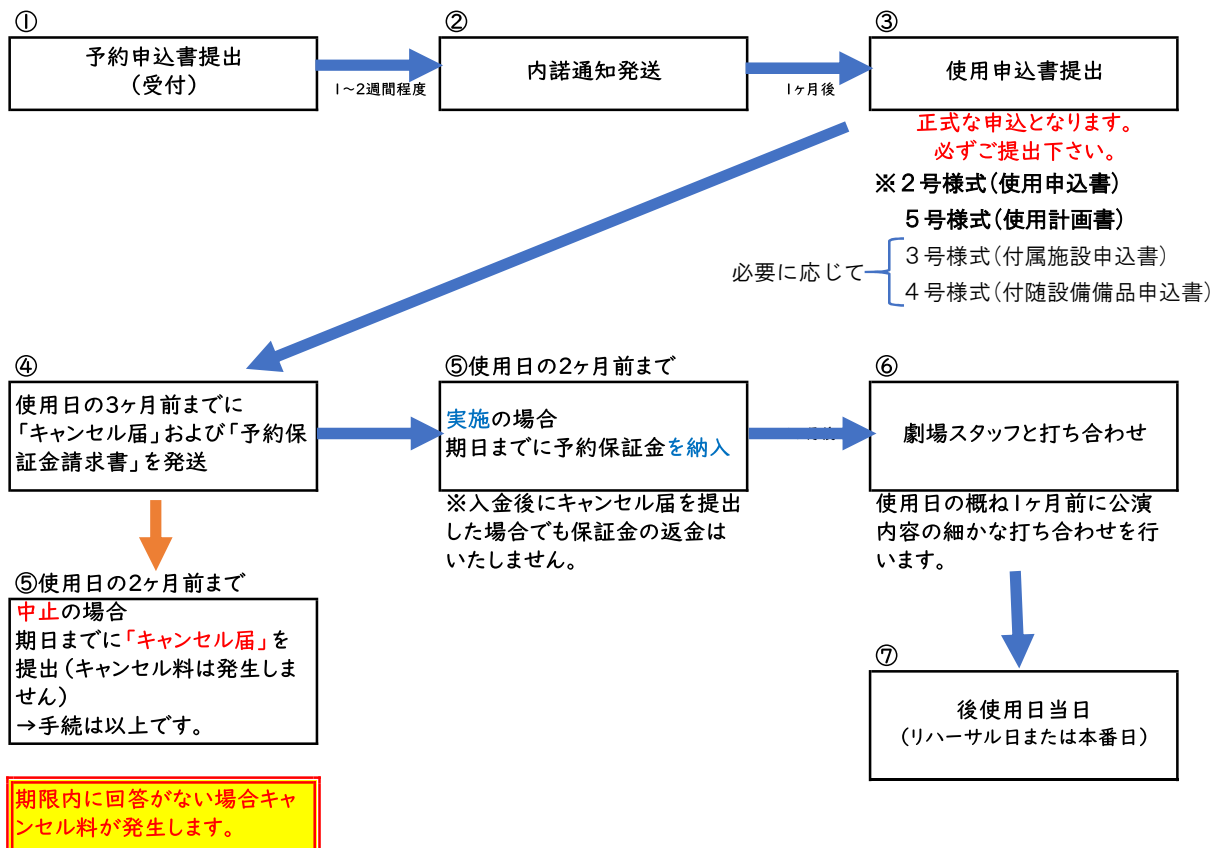 ①
予約申込書提出
(受付)
1~2週間程度
②
内諾通知発送
1ヶ月後
③
使用申込書提出
正式な申込となります。
必ずご提出下さい。
※2号様式(使用申込書)
5号様式(使用計画書)
必要に応じて
3号様式(付属施設申込書)
4号様式(付随設備備品申込書)
④
使用日の3ヶ月前までに
「キャンセル届」および「予約保
証金請求書」を発送
⑤使用日の2ヶ月前まで
実施の場合
期日までに予約保証金を納入
※入金後にキャンセル届を提出
した場合でも保証金の返金は
いたしません。
⑥
劇場スタッフと打ち合わせ
使用日の概ね1ヶ月前に公演
内容の細かな打ち合わせを行
います。
⑤使用日の2ヶ月前まで
中止の場合
期日までに「キャンセル届」を
提出(キャンセル料は発生しま
せん)
→手続は以上です。
⑦
後使用日当日
(リハーサル日または本番日)
期限内に回答がない場合キャ
ンセル料が発生します。